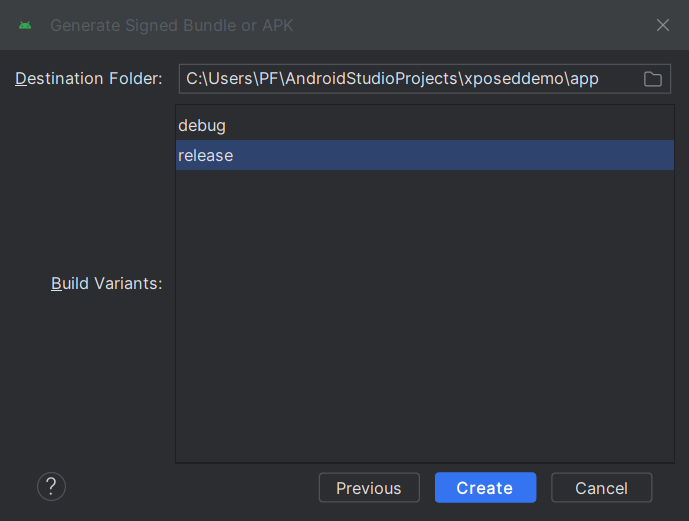 Generate Signed Bundle or APK
Destination Folder:
C:\Users\PF\AndroidStudioProjects\xposeddemo\app
debug
release
Build Variants:
?
Previous
Create
Cancel